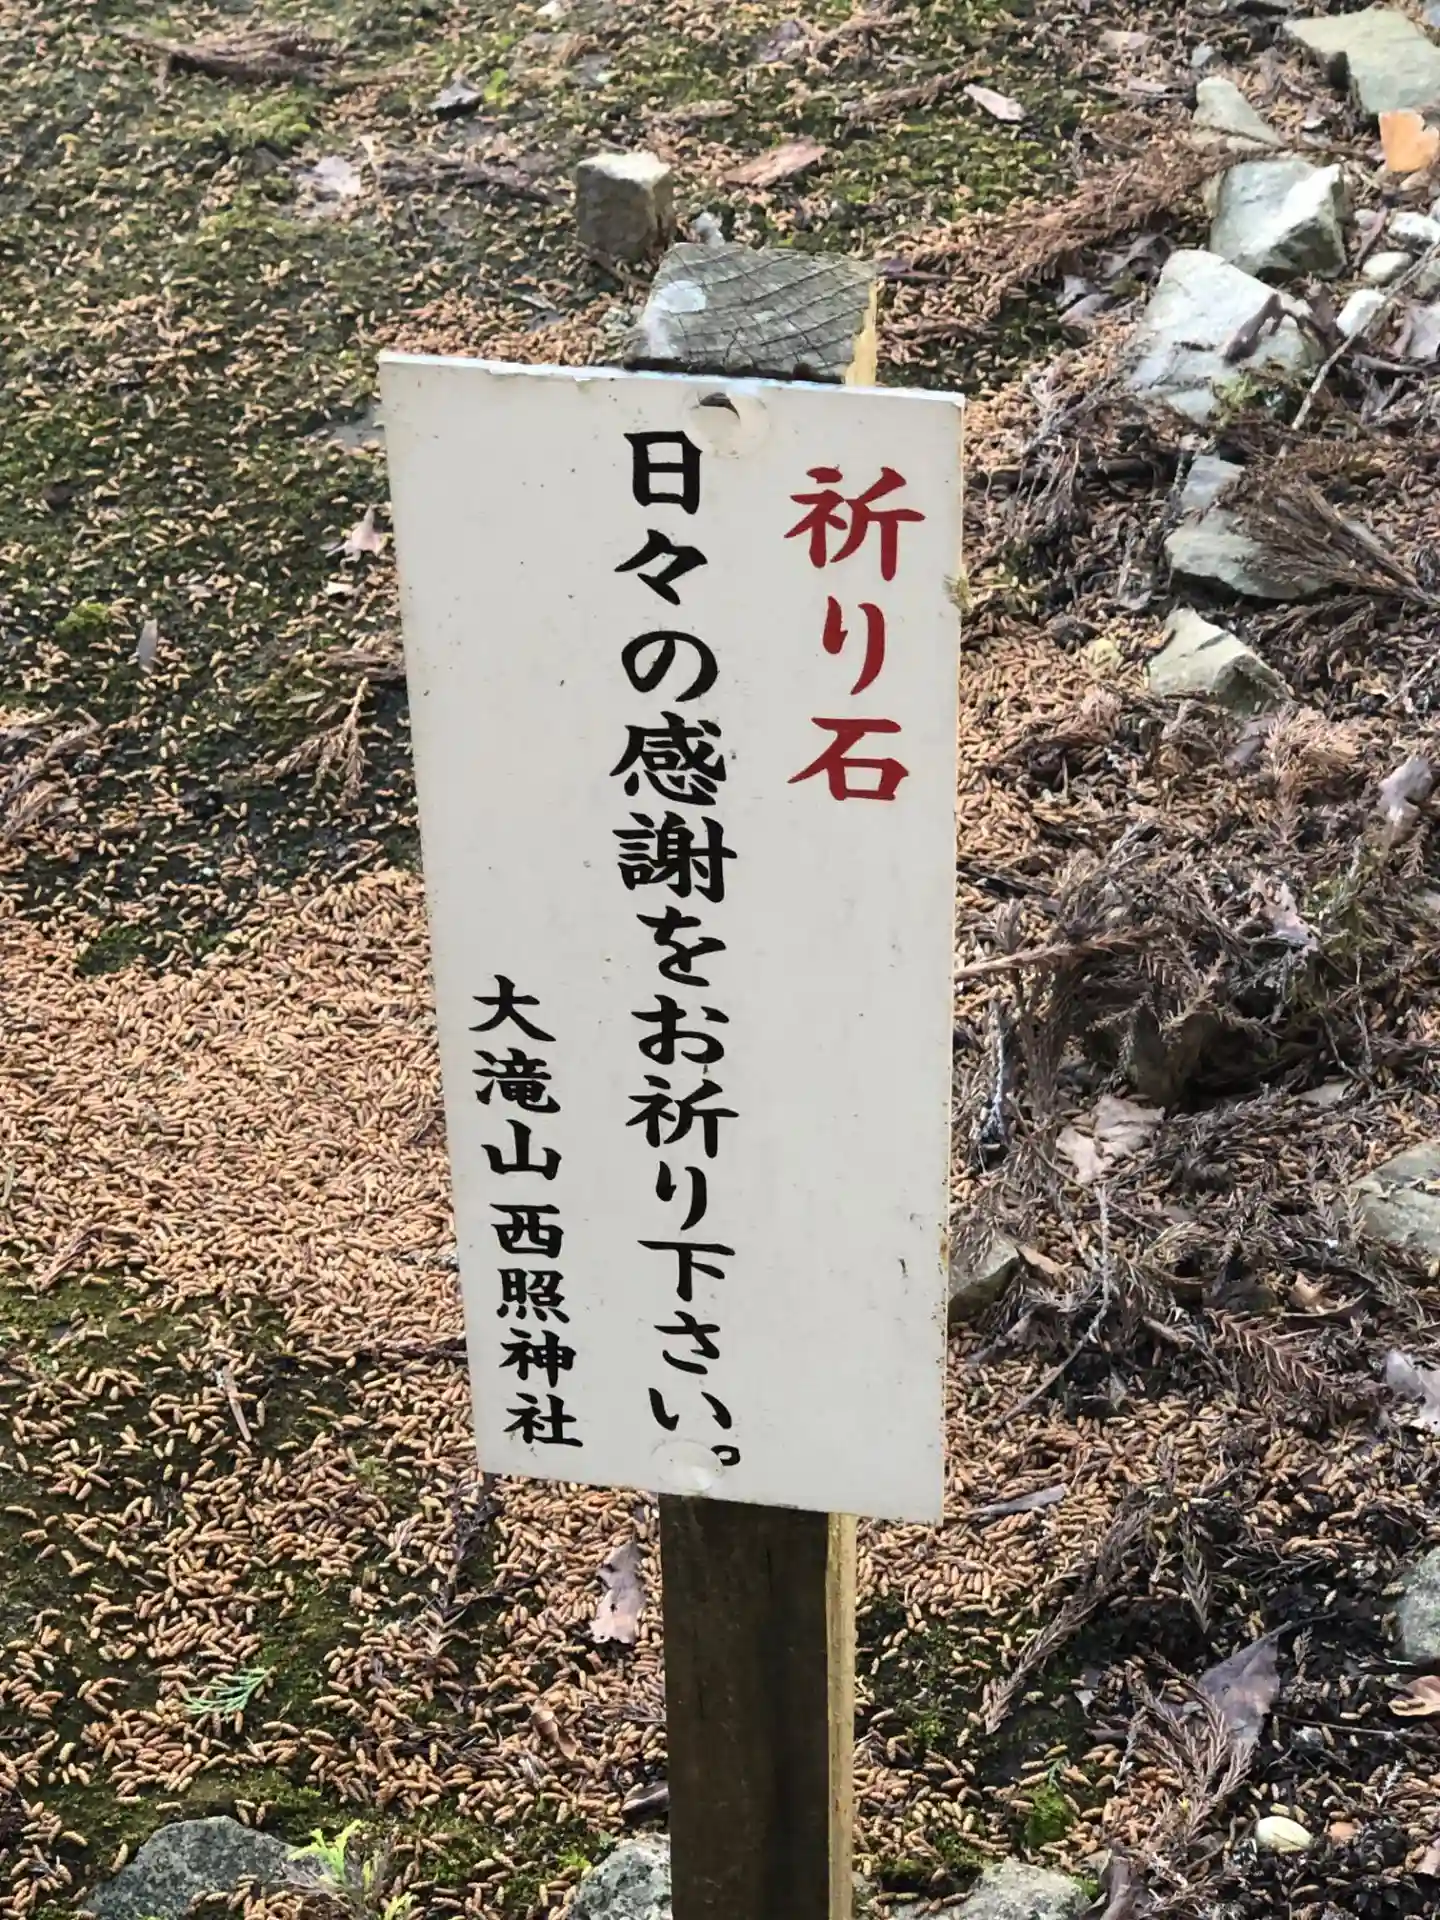 祈り石
日々の感謝をお祈り下さい。
大滝山西照神社